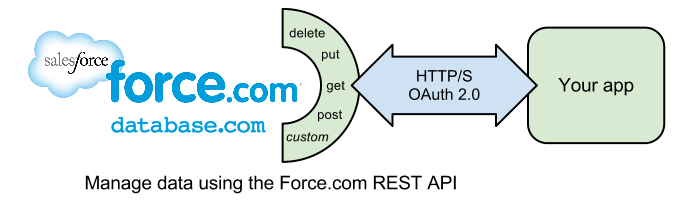 salesforce
force.com
database.com
delete
put
get
post
custom
HTTP/S
OAuth 2.0
Your app
Manage data using the Force.com REST API